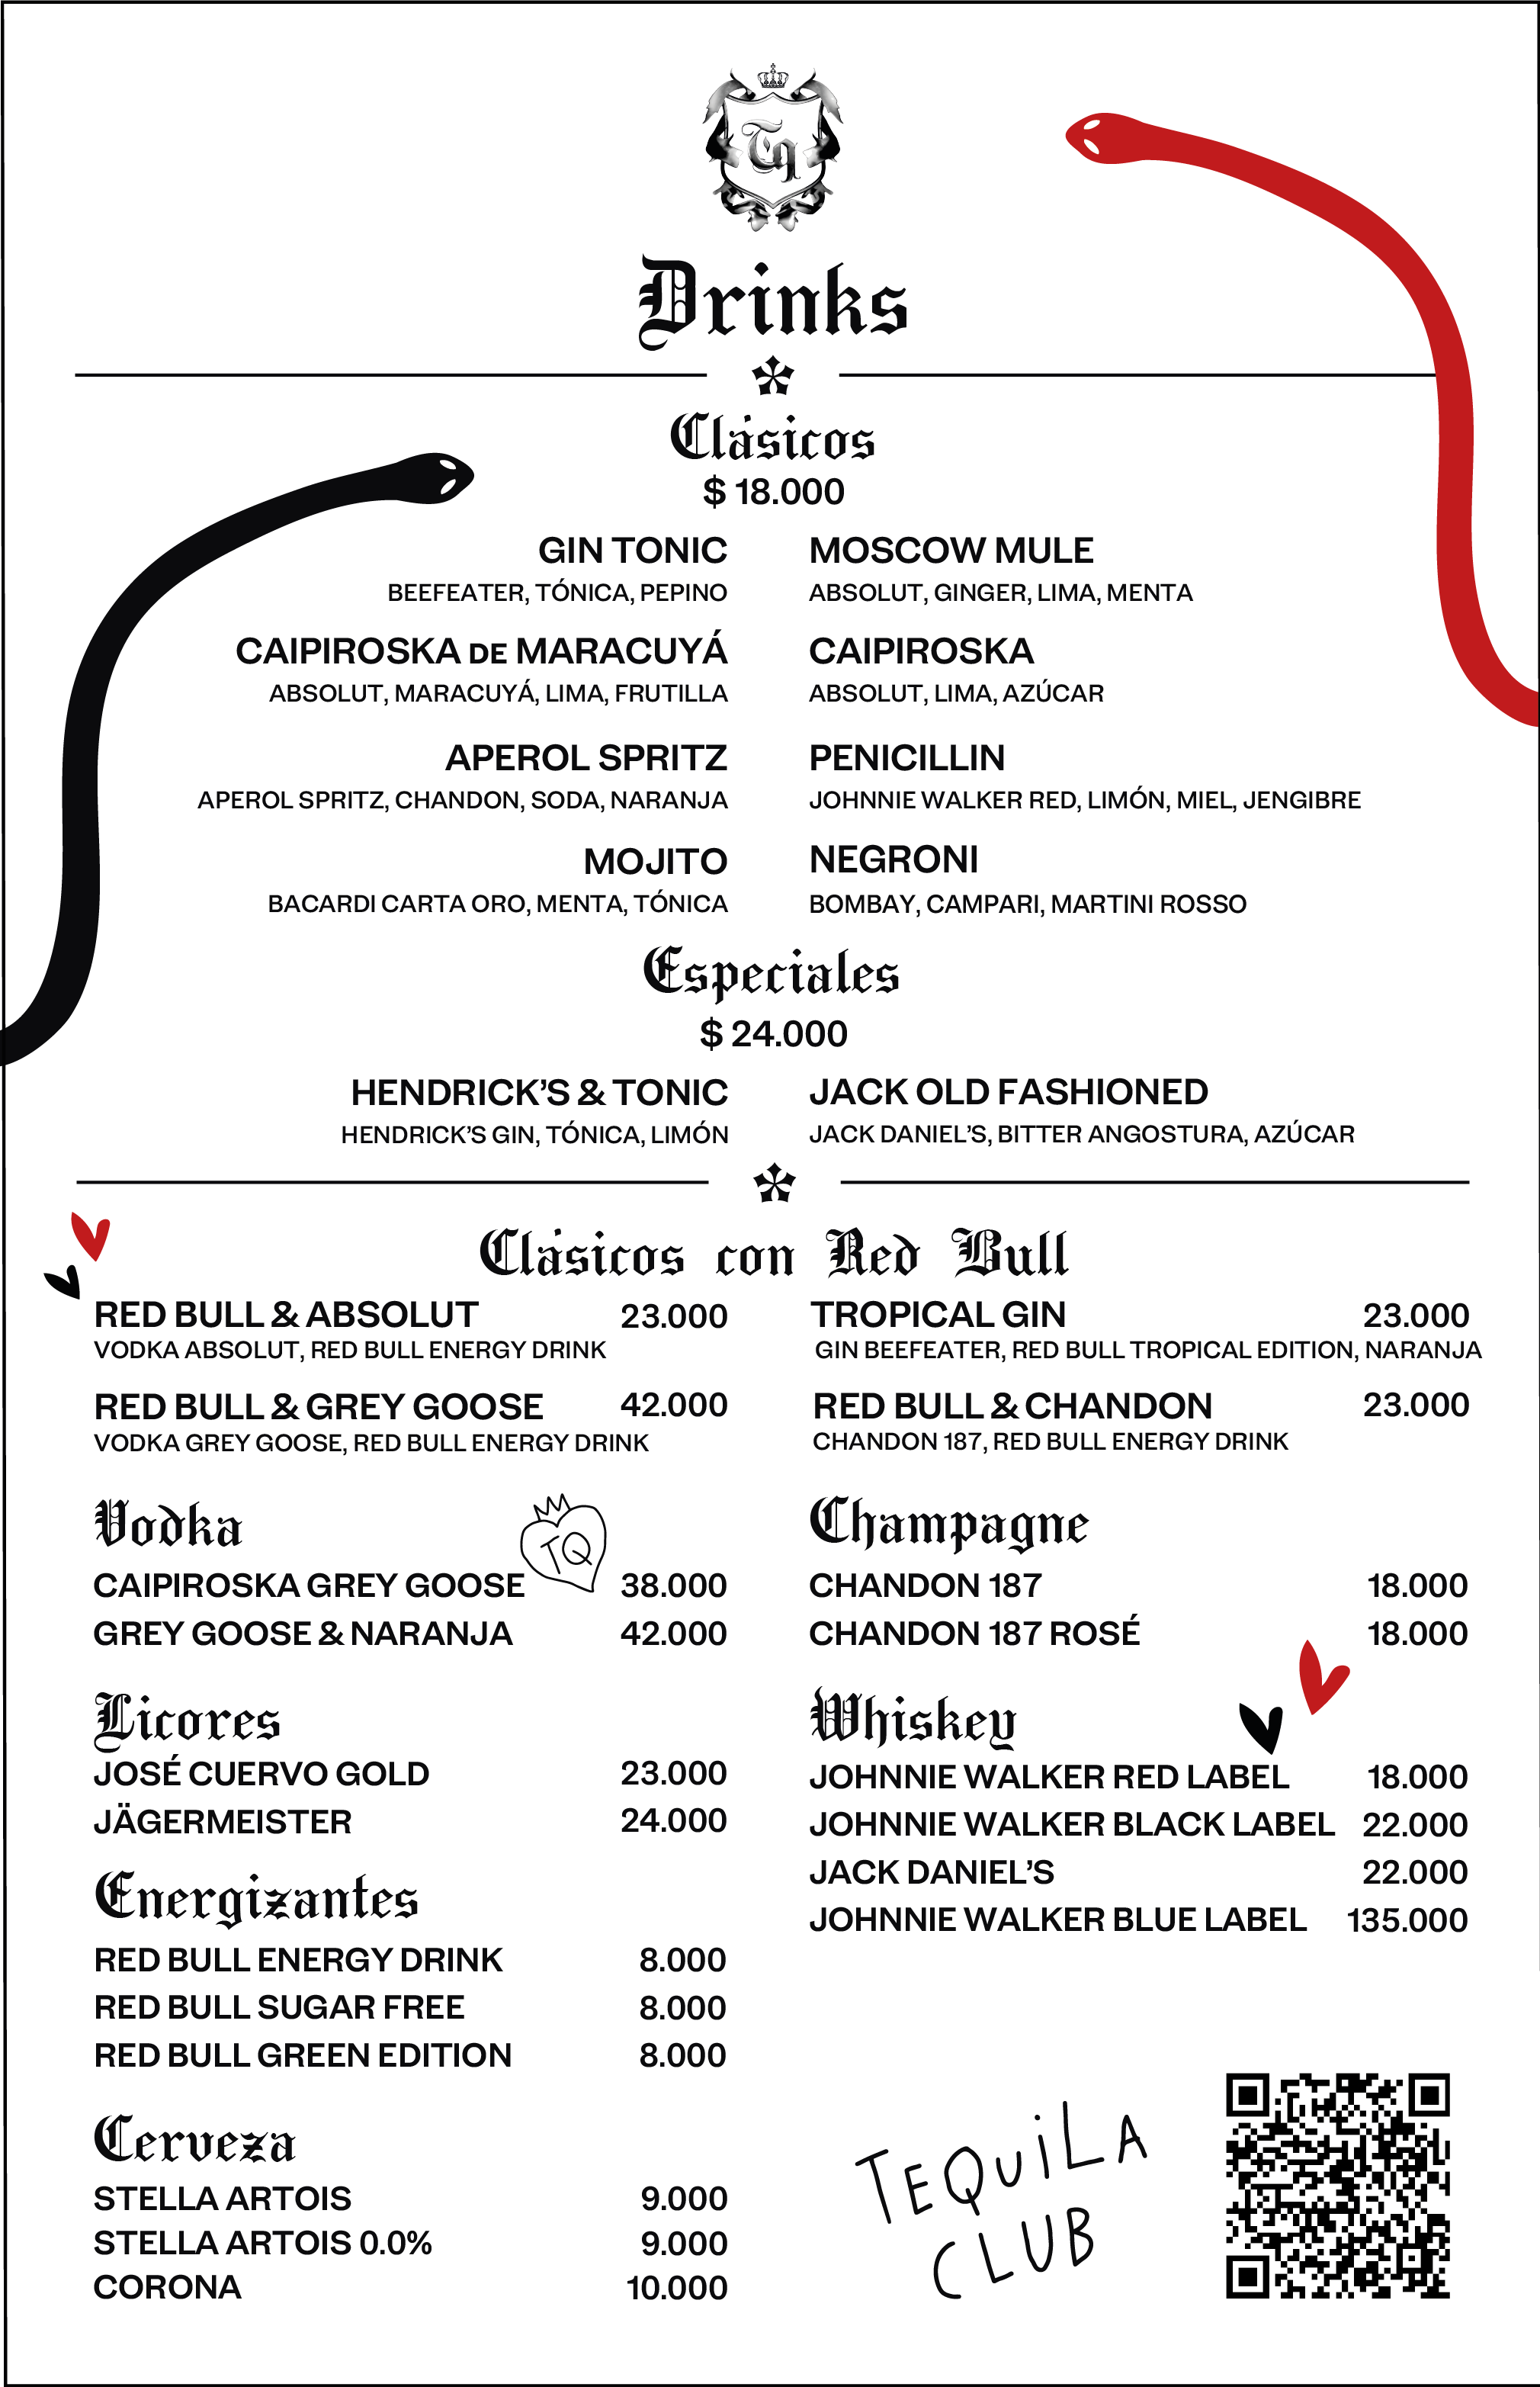 Tq
Drinks
Clásicos
$ 18.000
GIN TONIC
BEEFEATER, TÓNICA, PEPINO
MOSCOW MULE
ABSOLUT, GINGER, LIMA, MENTA
CAIPIROSKA DE MARACUYÁ
ABSOLUT, MARACUYÁ, LIMA, FRUTILLA
CAIPIROSKA
ABSOLUT, LIMA, AZÚCAR
APEROL SPRITZ
APEROL SPRITZ, CHANDON, SODA, NARANJA
PENICILLIN
JOHNNIE WALKER RED, LIMÓN, MIEL, JENGIBRE
MOJITO
BACARDI CARTA ORO, MENTA, TÓNICA
NEGRONI
BOMBAY, CAMPARI, MARTINI ROSSO
Especiales
$ 24.000
HENDRICK'S & TONIC
HENDRICK'S GIN, TÓNICA, LIMÓN
JACK OLD FASHIONED
JACK DANIEL'S, BITTER ANGOSTURA, AZÚCAR
Clásicos con Red Bull
RED BULL & ABSOLUT 23.000
VODKA ABSOLUT, RED BULL ENERGY DRINK
RED BULL & GREY GOOSE 42.000
VODKA GREY GOOSE, RED BULL ENERGY DRINK
TROPICAL GIN 23.000
GIN BEEFEATER, RED BULL TROPICAL EDITION, NARANJA
RED BULL & CHANDON 23.000
CHANDON 187, RED BULL ENERGY DRINK
Vodka
TQ
CAIPIROSKA GREY GOOSE 38.000
GREY GOOSE & NARANJA 42.000
Licores
JOSÉ CUERVO GOLD 23.000
JÄGERMEISTER 24.000
Energizantes
RED BULL ENERGY DRINK 8.000
RED BULL SUGAR FREE 8.000
RED BULL GREEN EDITION 8.000
Cerveza
STELLA ARTOIS 9.000
STELLA ARTOIS 0.0% 9.000
CORONA 10.000
Champagne
CHANDON 187 18.000
CHANDON 187 ROSÉ 18.000
Whiskey
JOHNNIE WALKER RED LABEL 18.000
JOHNNIE WALKER BLACK LABEL 22.000
JACK DANIEL'S 22.000
JOHNNIE WALKER BLUE LABEL 135.000
TEQUiLA
CLUB